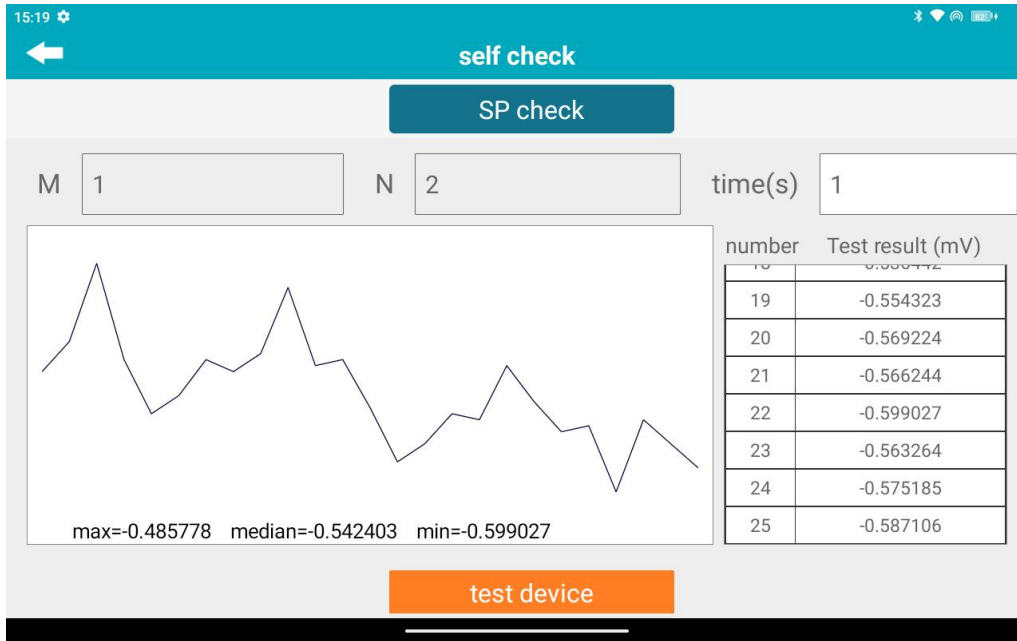 15:19
82
self check
SP check
M 1 N 2 time(s) 1
number Test result (mV)
19 -0.554323
20 -0.569224
21 -0.566244
22 -0.599027
23 -0.563264
24 -0.575185
25 -0.587106
max=-0.485778 median=-0.542403 min=-0.599027
test device